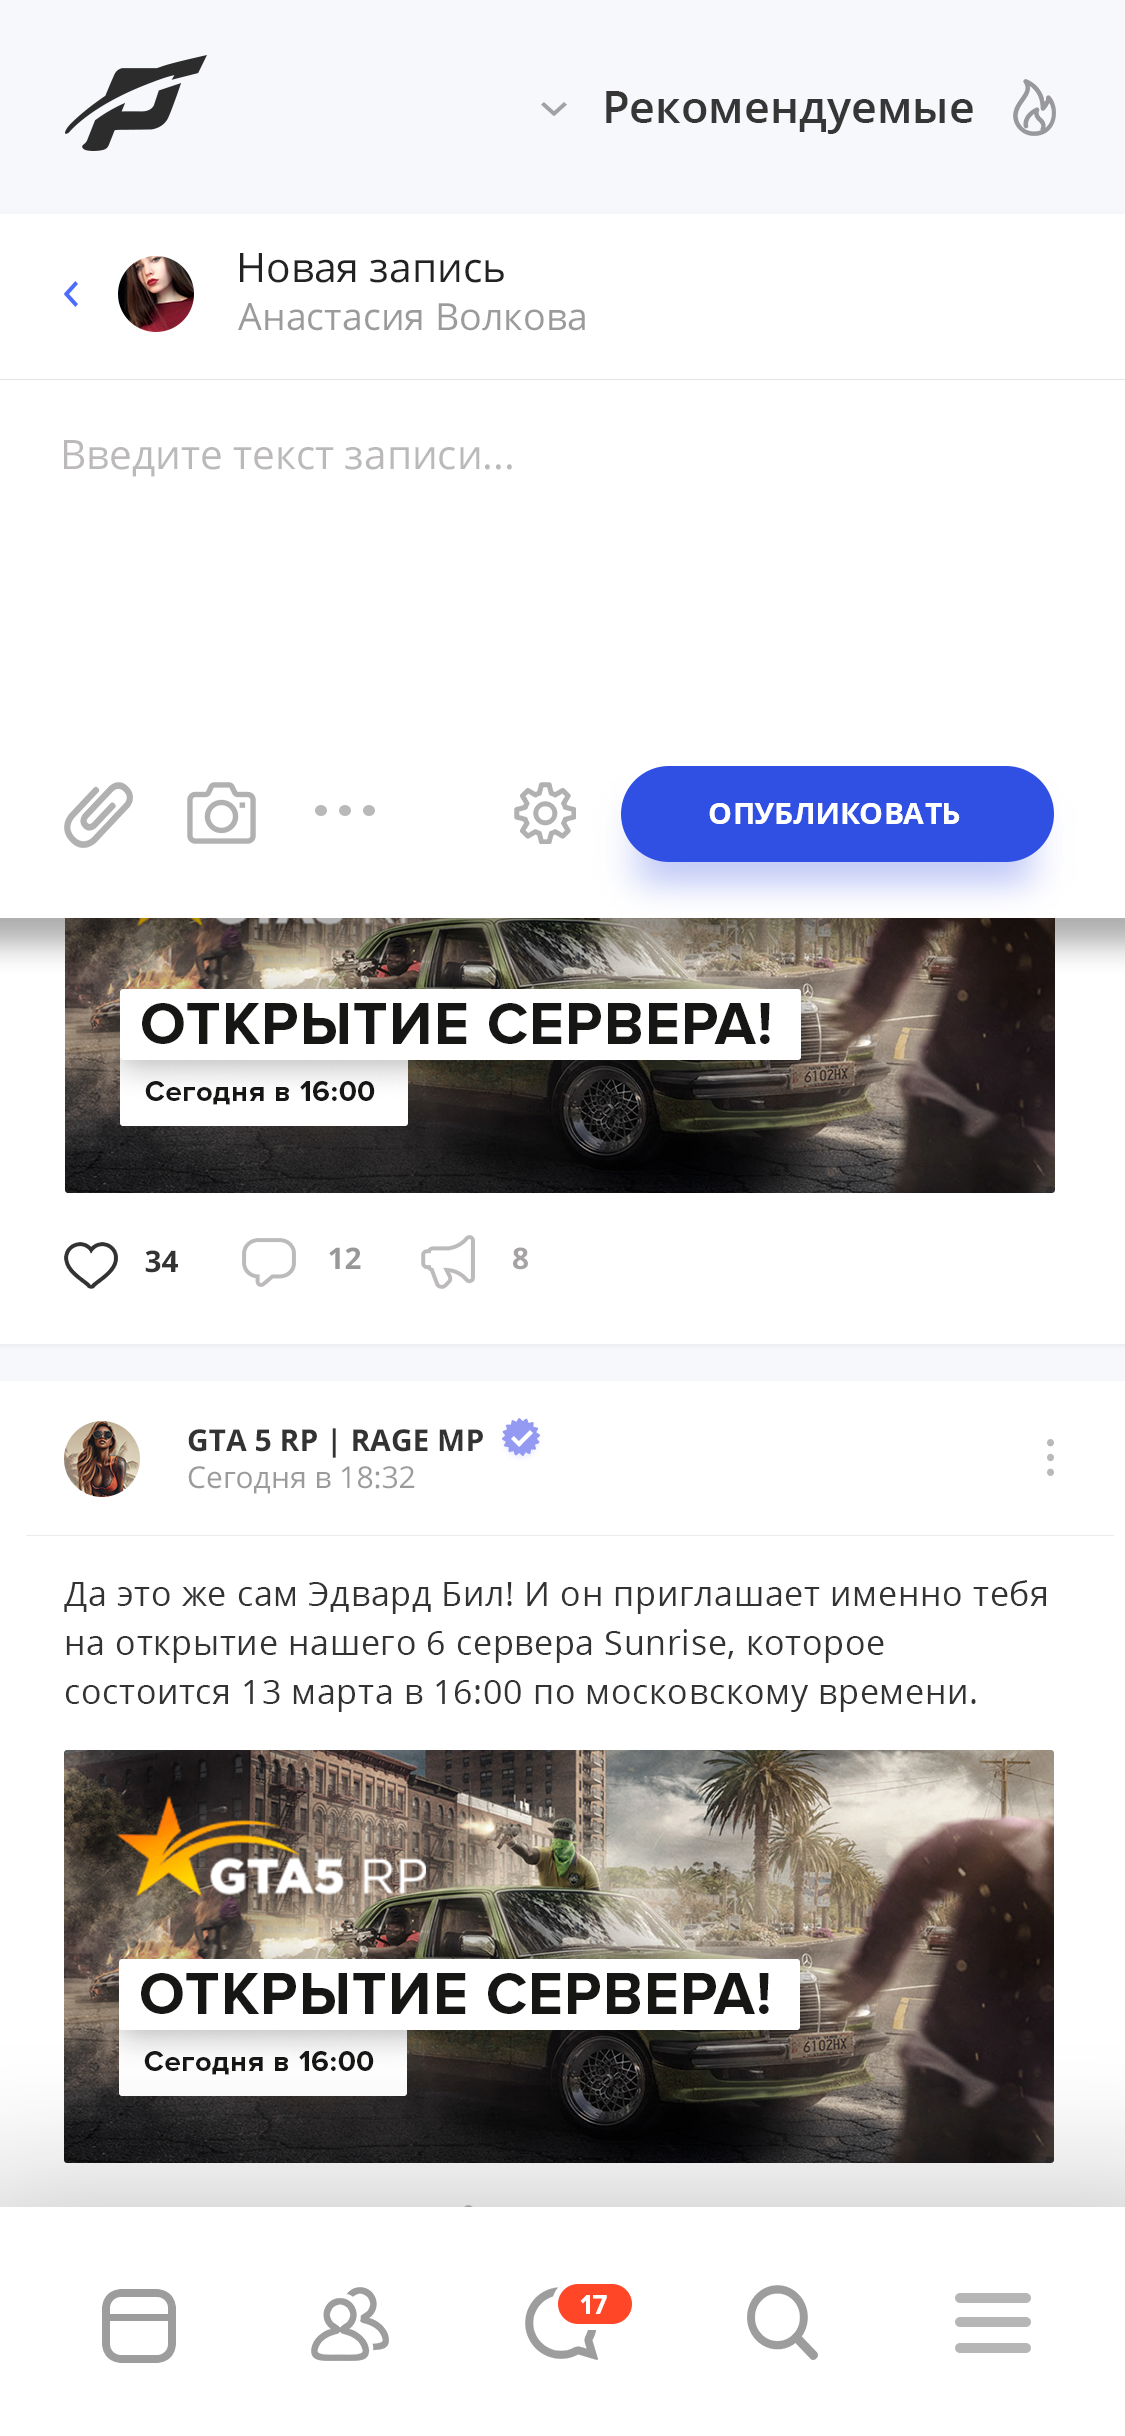 Рекомендуемые
Новая запись
Анастасия Волкова
Введите текст записи...
ОПУБЛИКОВАТЬ
ОТКРЫТИЕ СЕРВЕРА!
6102HX
Сегодня в 16:00
34 12 8
GTA 5 RP | RAGE MP
Сегодня в 18:32
Да это же сам Эдвард Бил! И он приглашает именно тебя
на открытие нашего 6 сервера Sunrise, которое
состоится 13 марта в 16:00 по московскому времени.
GTA5 RP
ОТКРЫТИЕ СЕРВЕРА!
6102HX
Сегодня в 16:00
17